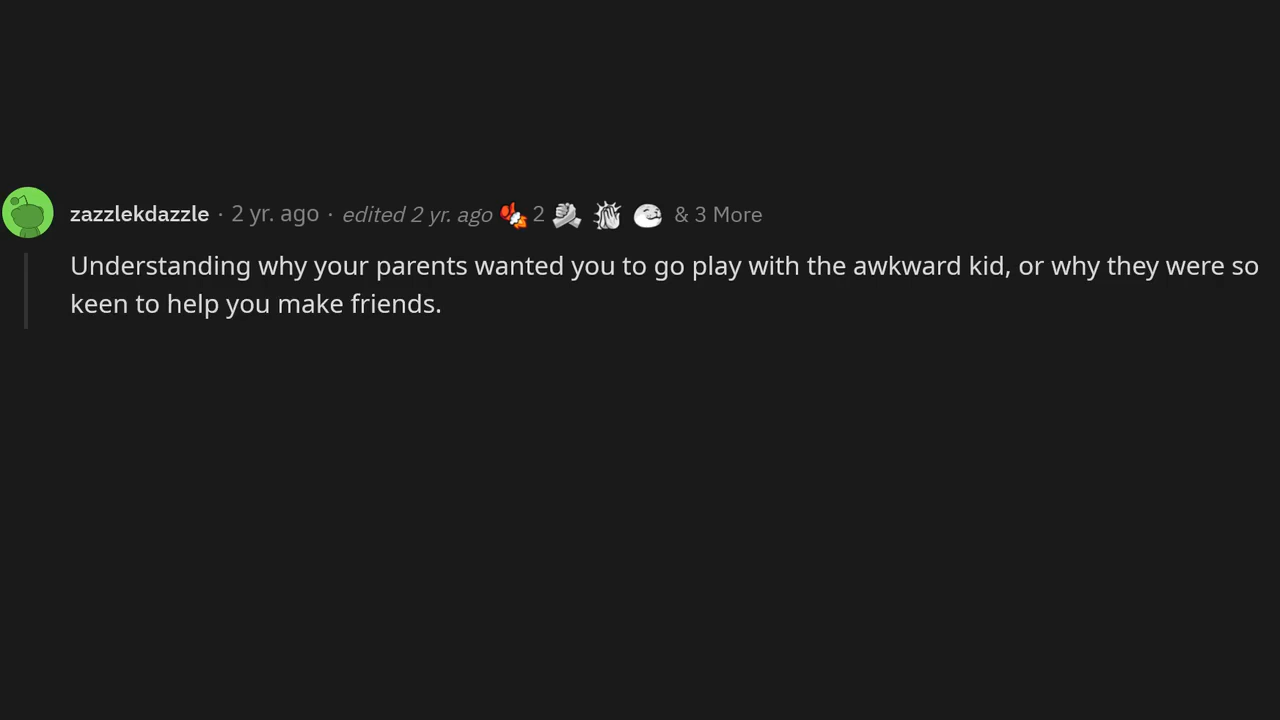 zazzlekdazzle · 2 yr. ago · edited 2 yr. ago 2 & 3 More
Understanding why your parents wanted you to go play with the awkward kid, or why they were so
keen to help you make friends.